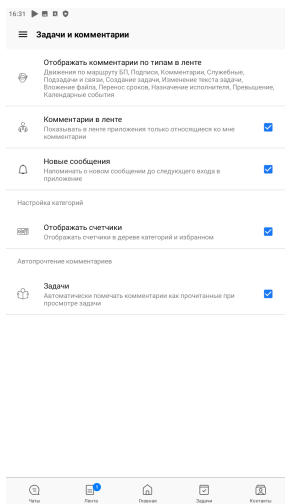 16:31
Задачи и комментарии
Отображать комментарии по типам в ленте
Движения по маршруту БП, Подписи, Комментарии, Служебные,
Подзадачи и связи, Создание задачи, Изменение текста задачи,
Вложение файла, Перенос сроков, Назначение исполнителя, Превышение,
Календарные события
Комментарии в ленте
Показывать в ленте приложения только относящиеся ко мне
комментарии
Новые сообщения
Напоминать о новом сообщении до следующего входа в
приложение
Настройка категорий
Отображать счетчики
Отображать счетчики в дереве категорий и избранном
Автопрочтение комментариев
Задачи
Автоматически помечать комментарии как прочитанные при
просмотре задачи
Чаты
Лента
Главная
Задачи
Контакты